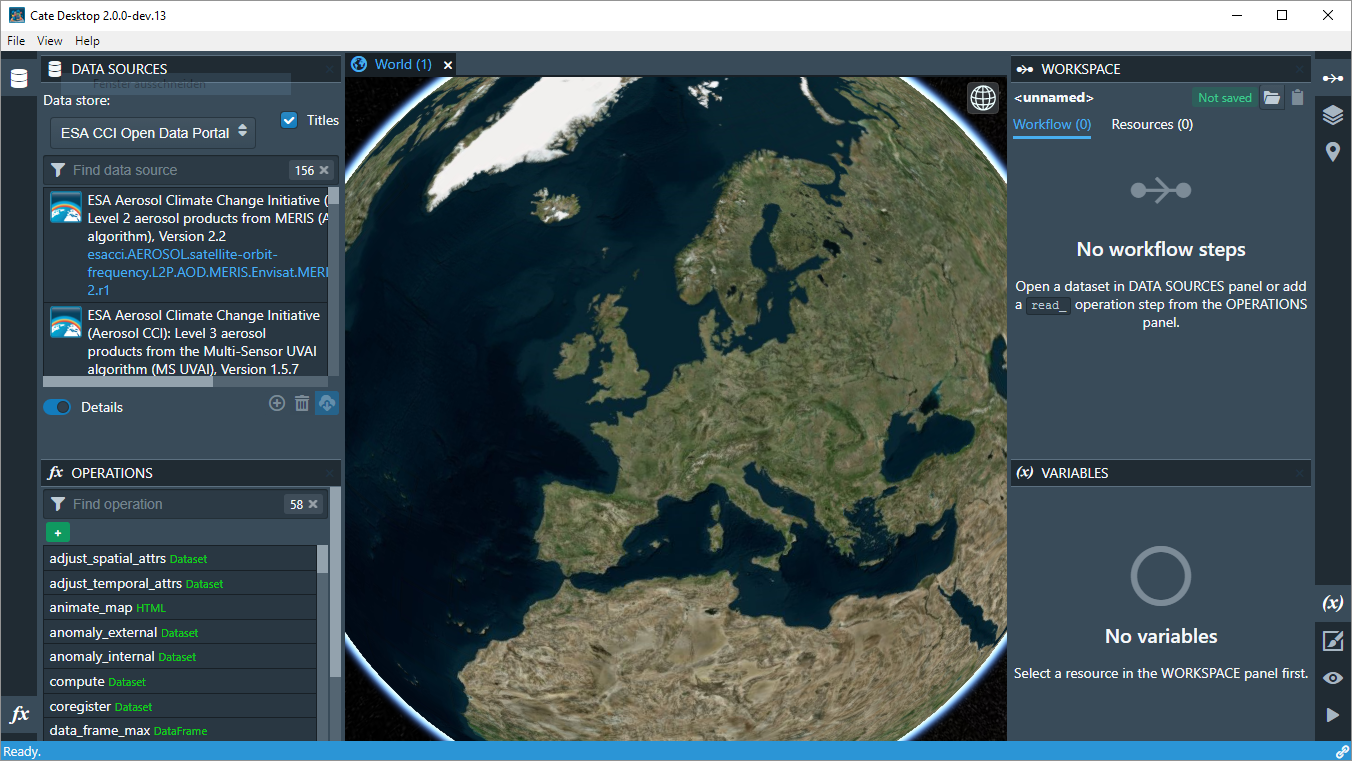 Cate Desktop 2.0.0-dev.13
File View Help
DATA SOURCES
Fenster ausschneiden
Data store:
ESA CCI Open Data Portal
Titles
Find data source
156
ESA Aerosol Climate Change Initiative (
Level 2 aerosol products from MERIS (A
algorithm), Version 2.2
esacci.AEROSOL.satellite-orbit-
frequency.L2P.AOD.MERIS.Envisat.MERI
2.r1
ESA Aerosol Climate Change Initiative
(Aerosol CCI): Level 3 aerosol
products from the Multi-Sensor UVAI
algorithm (MS UVAI), Version 1.5.7
Details
fx OPERATIONS
Find operation
58
+
adjust_spatial_attrs Dataset
adjust_temporal_attrs Dataset
animate_map HTML
anomaly_external Dataset
anomaly_internal Dataset
compute Dataset
coregister Dataset
data_frame_max DataFrame
fx
World (1)
WORKSPACE
<unnamed>
Not saved
Workflow (0) Resources (0)
No workflow steps
Open a dataset in DATA SOURCES panel or add
a read_ operation step from the OPERATIONS
panel.
(x) VARIABLES
No variables
Select a resource in the WORKSPACE panel first.
(x)
Ready.